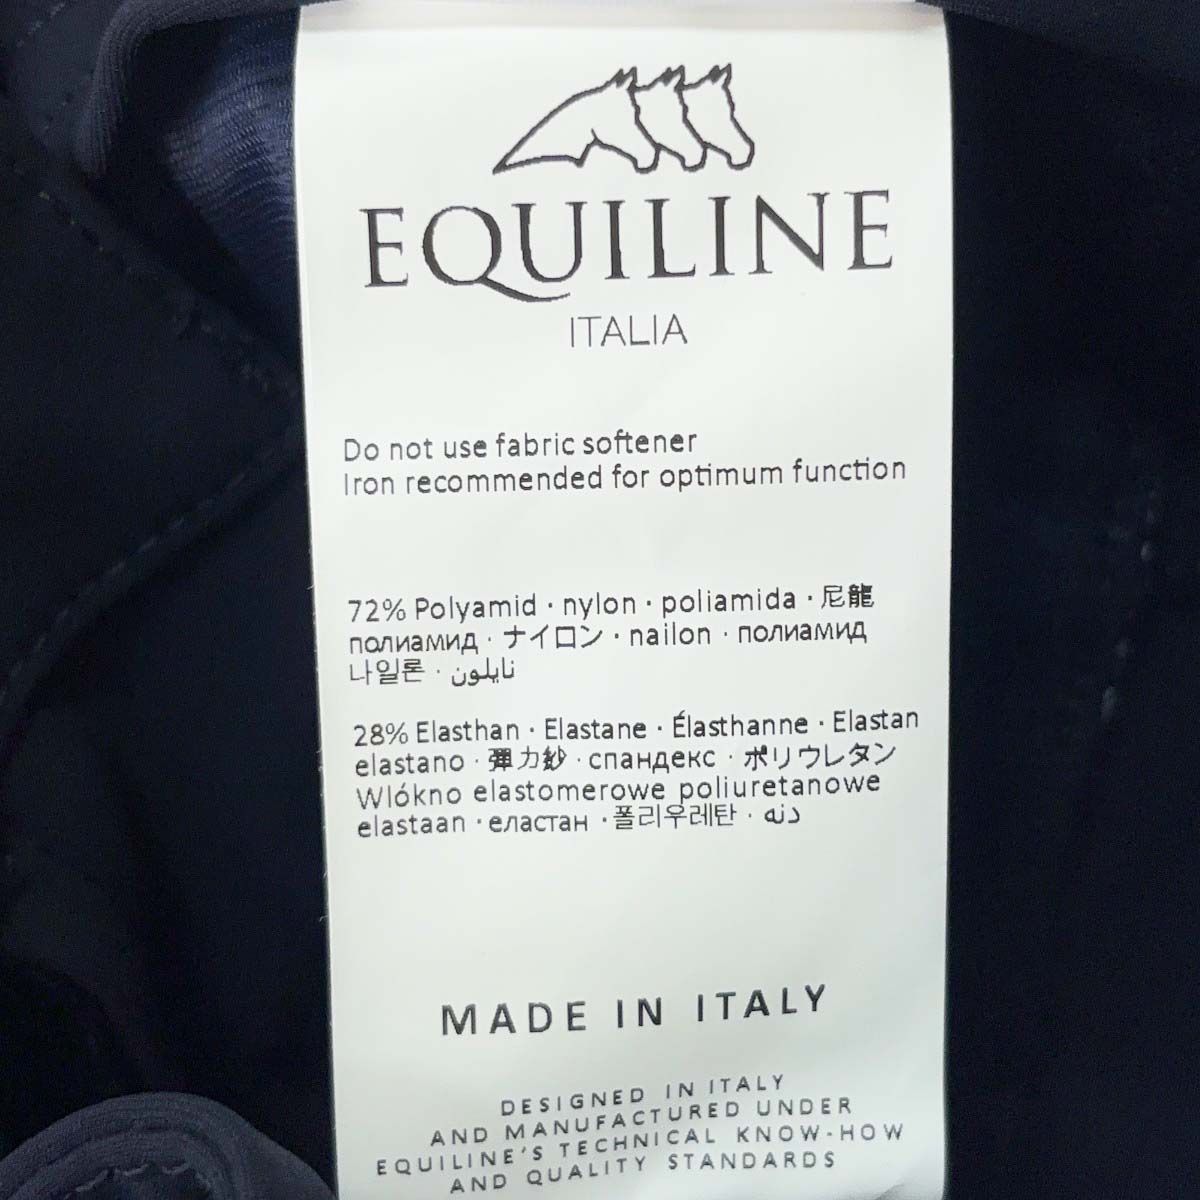 EQUILINE
ITALIA
Do not use fabric softener
Iron recommended for optimum function
72% Polyamid · nylon · poliamida · 尼龍
полиамид · ナイロン · nailon · полиамид
나일론 · نايلون
28% Elasthan · Elastane · Élasthanne · Elastan
elastano · 彈力紗 · спандекс · ポリウレタン
Wlókno elastomerowe poliuretanowe
elastaan · еластан · 폴리우레탄 · دنه
MADE IN ITALY
DESIGNED IN ITALY
AND MANUFACTURED UNDER
EQUILINE'S TECHNICAL KNOW-HOW
AND QUALITY STANDARDS